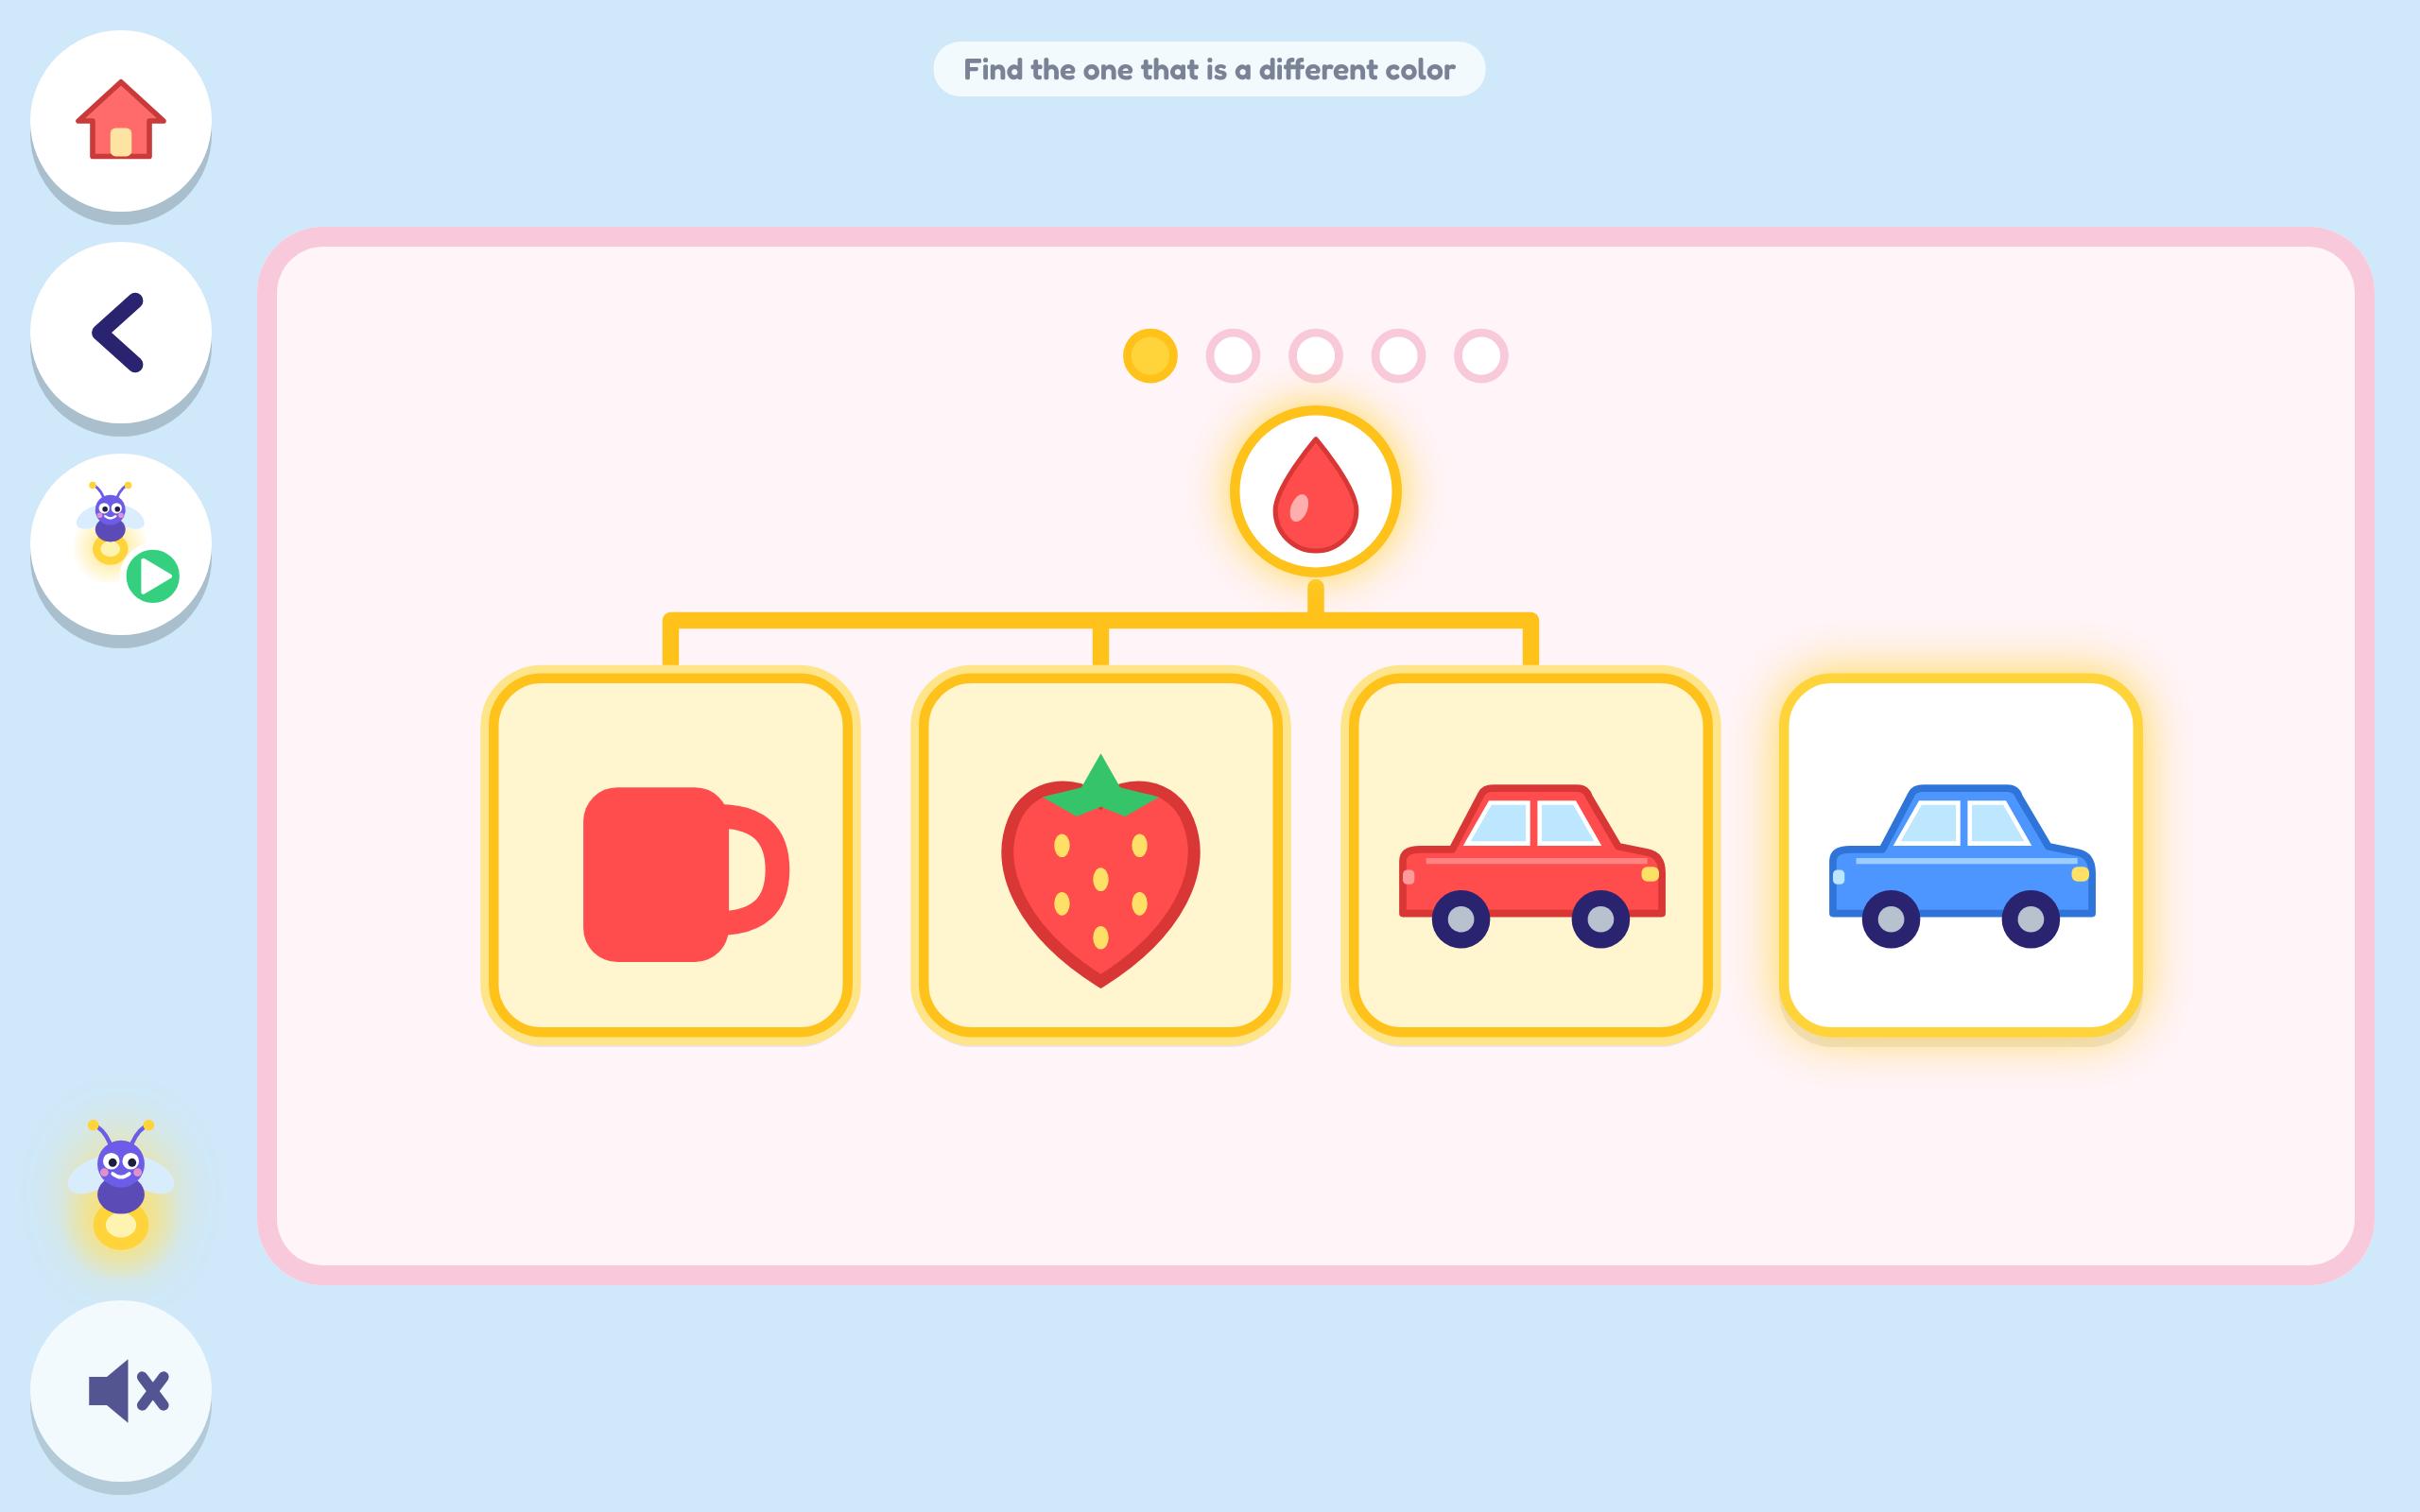 Find the one that is a different color